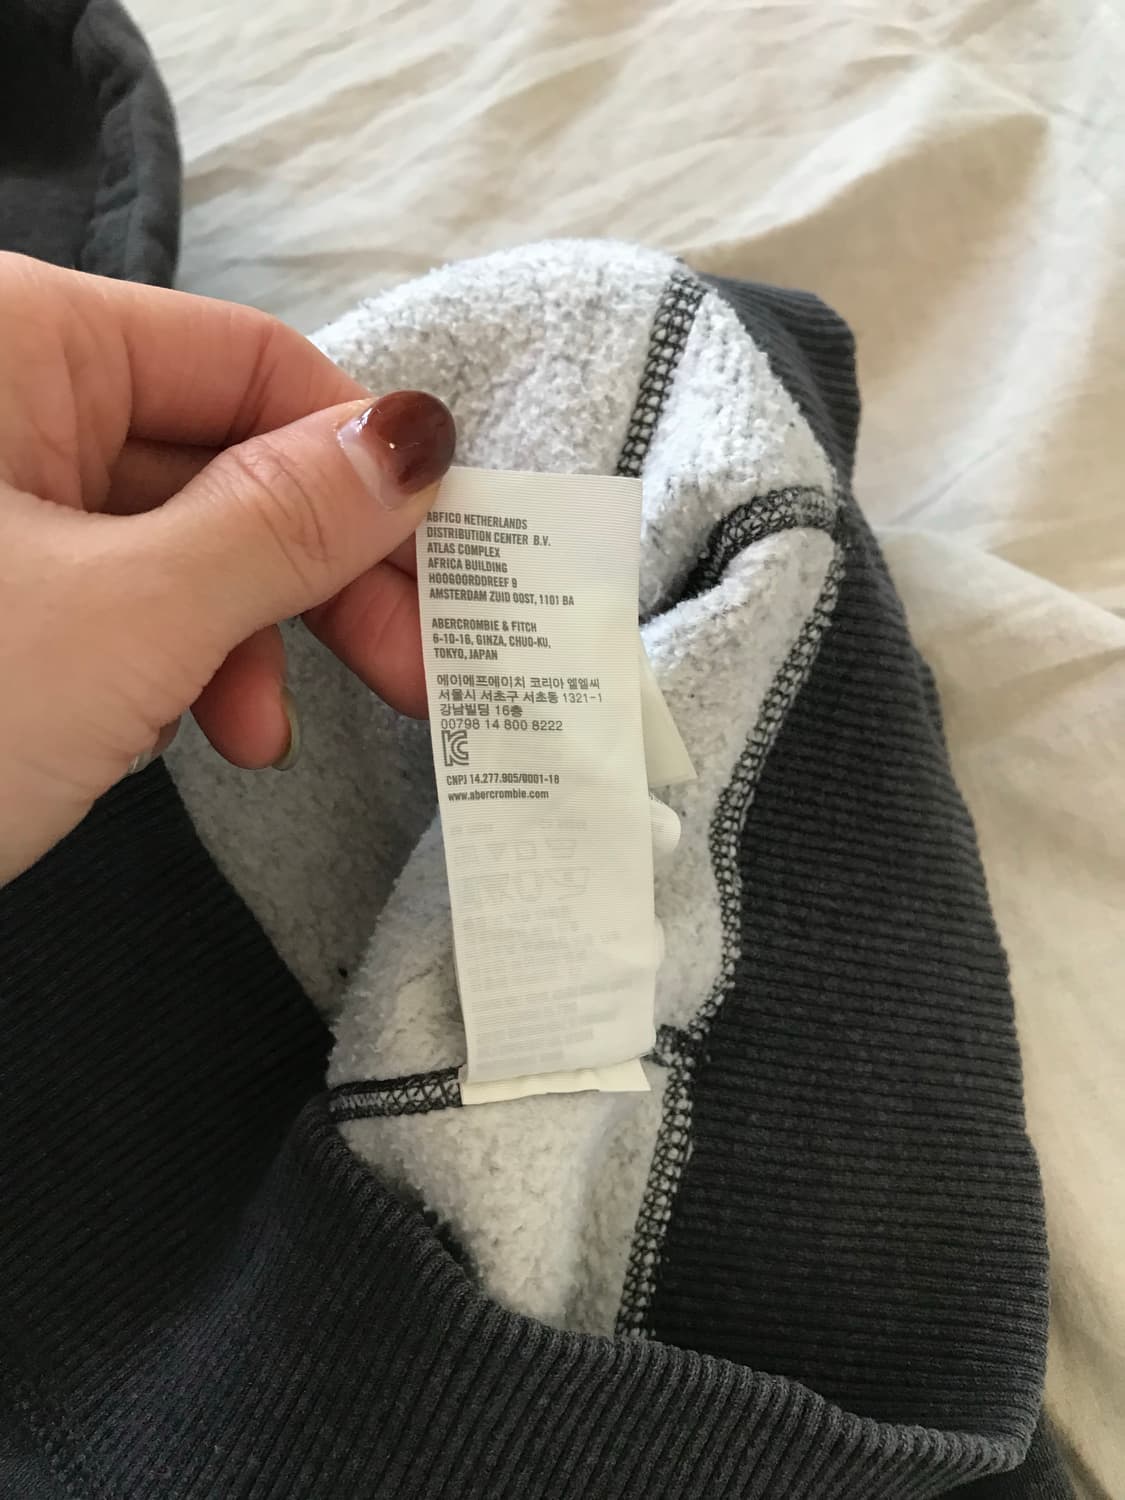 ABFICO NETHERLANDS
DISTRIBUTION CENTER B.V.
ATLAS COMPLEX
AFRICA BUILDING
HOOGOORDDREEF 9
AMSTERDAM ZUID OOST, 1101 BA
ABERCROMBIE & FITCH
6-10-16, GINZA, CHUO-KU,
TOKYO, JAPAN
에이에프에이치 코리아 엘엘씨
서울시 서초구 서초동 1321-1
강남빌딩 16층
00798 14 800 8222
KC
CNPJ 14.277.905/0001-18
www.abercrombie.com